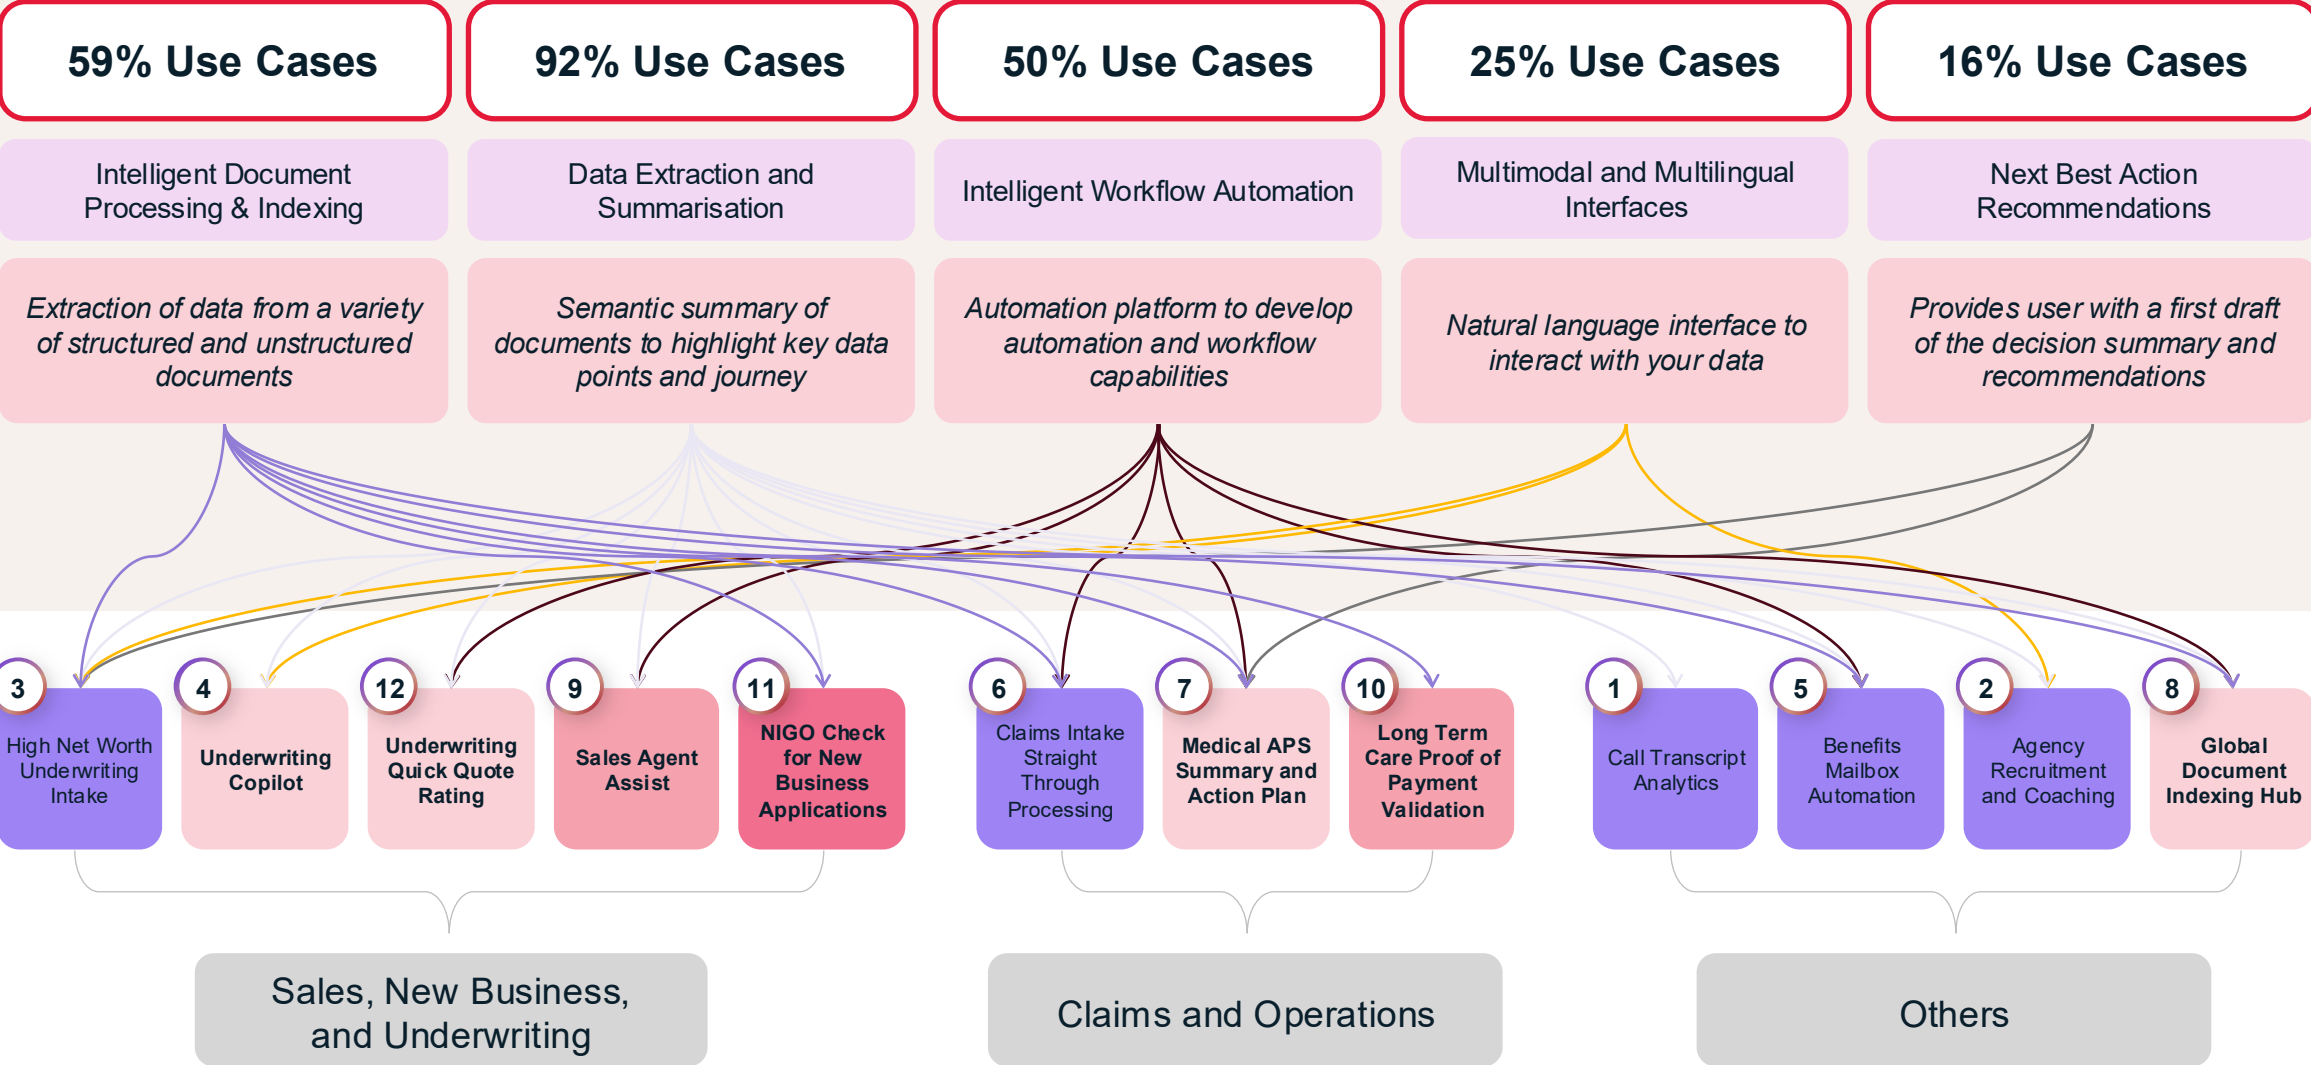 59% Use Cases
92% Use Cases
50% Use Cases
25% Use Cases
16% Use Cases
Intelligent Document
Processing & Indexing
Data Extraction and
Summarisation
Intelligent Workflow Automation
Multimodal and Multilingual
Interfaces
Next Best Action
Recommendations
Extraction of data from a variety
of structured and unstructured
documents
Semantic summary of
documents to highlight key data
points and journey
Automation platform to develop
automation and workflow
capabilities
Natural language interface to
interact with your data
Provides user with a first draft
of the decision summary and
recommendations
3
High Net Worth
Underwriting
Intake
4
Underwriting
Copilot
12
Underwriting
Quick Quote
Rating
9
Sales Agent
Assist
11
NIGO Check
for New
Business
Applications
6
Claims Intake
Straight
Through
Processing
7
Medical APS
Summary and
Action Plan
10
Long Term
Care Proof of
Payment
Validation
1
Call Transcript
Analytics
5
Benefits
Mailbox
Automation
2
Agency
Recruitment
and Coaching
8
Global
Document
Indexing Hub
Sales, New Business,
and Underwriting
Claims and Operations
Others